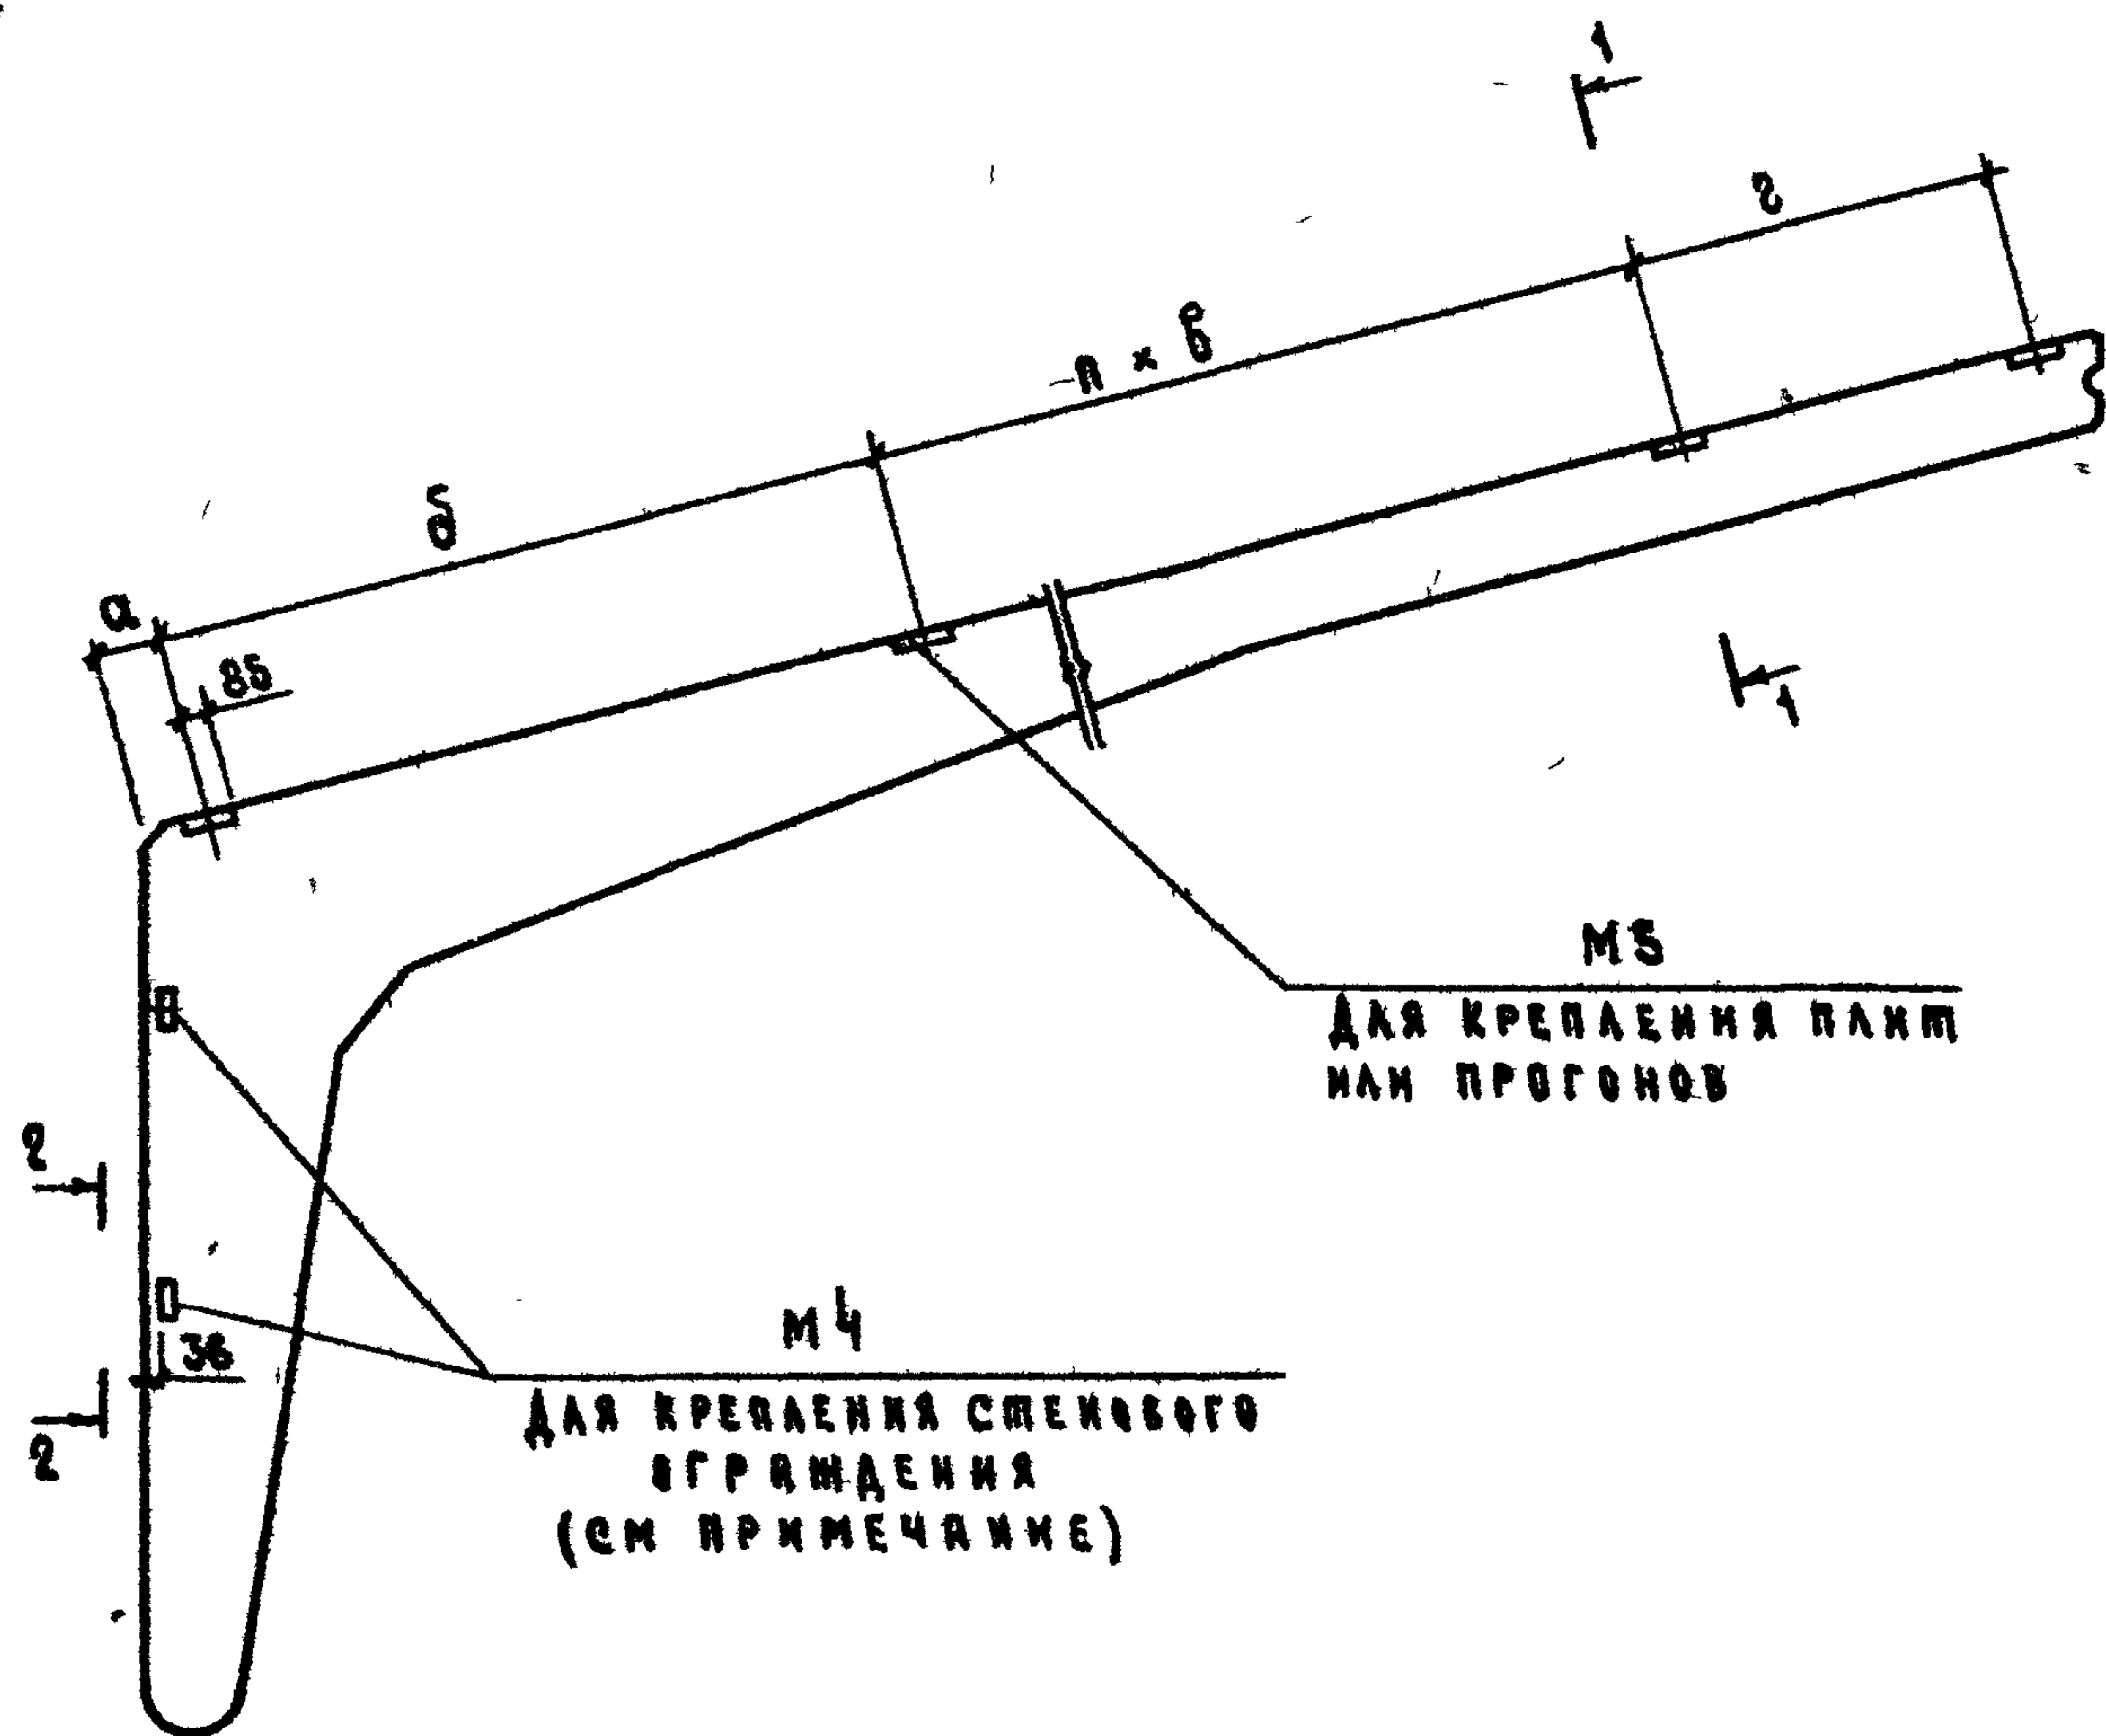 1
г
n × в
б
а
85
1
М5
ДЛЯ КРЕПЛЕНИЯ ПЛИТ
ИЛИ ПРОГОНОВ
2
М4
36
ДЛЯ КРЕПЛЕНИЯ СТЕНОВОГО
ОГРАЖДЕНИЯ
2
(СМ ПРИМЕЧАНИЕ)